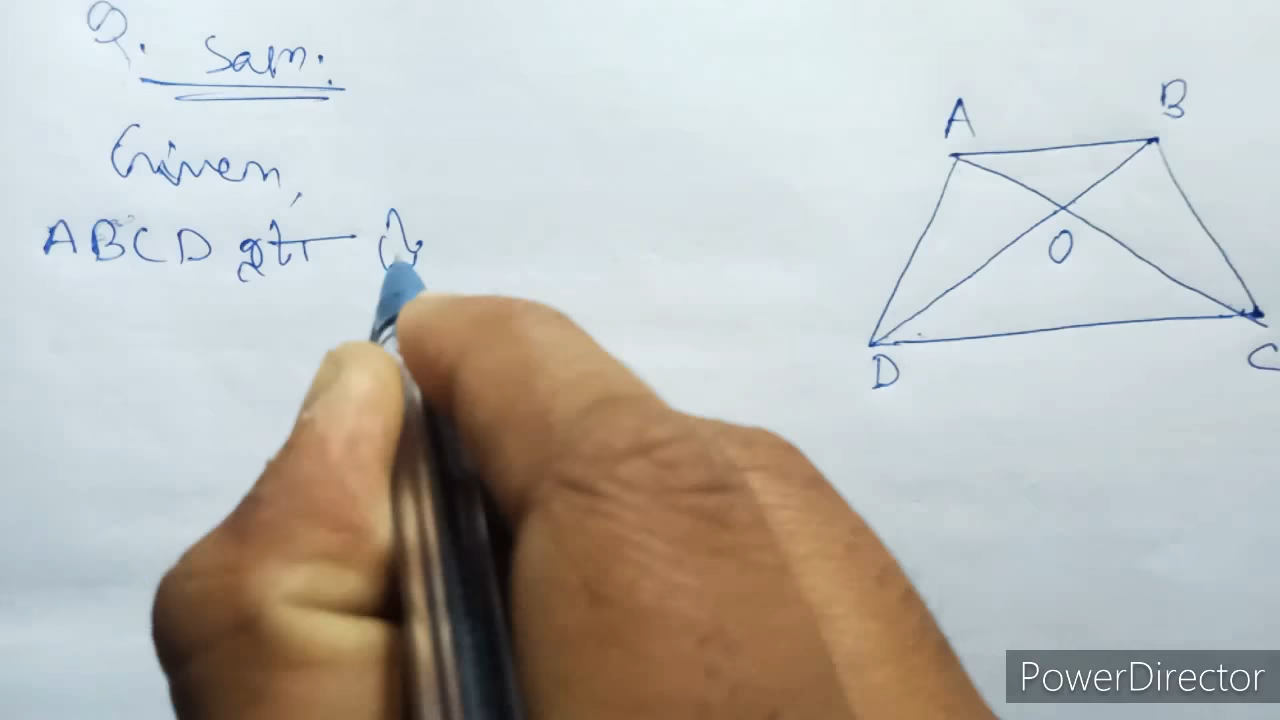 Q. Soln.
Given,
ABCD
A
B
O
D
C
PowerDirector